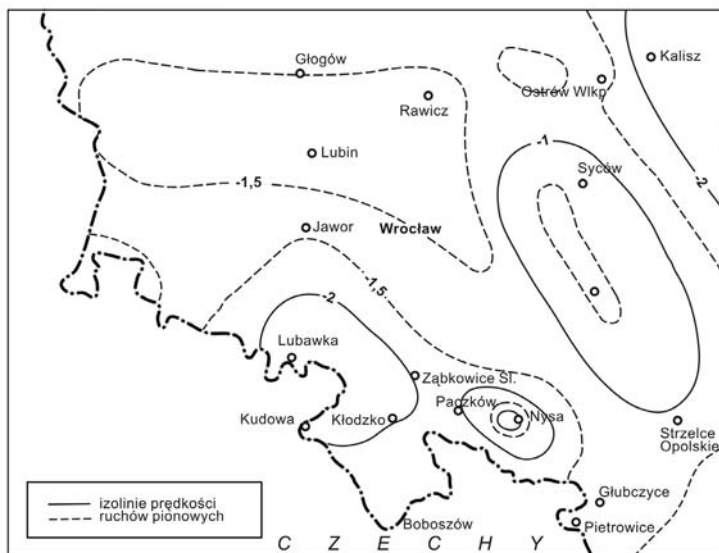 Głogów
Kalisz
Ostrów Wlkp.
Rawicz
-1
-2
Lubin
Syców
-1,5
Jawor
Wrocław
-1,5
-2
Lubawka
Ząbkowice Śl.
Paczków
Nysa
Kudowa
Kłodzko
Strzelce
Opolskie
izolinie prędkości
ruchów pionowych
Głubczyce
Boboszów
Pietrowice
C Z E C H Y